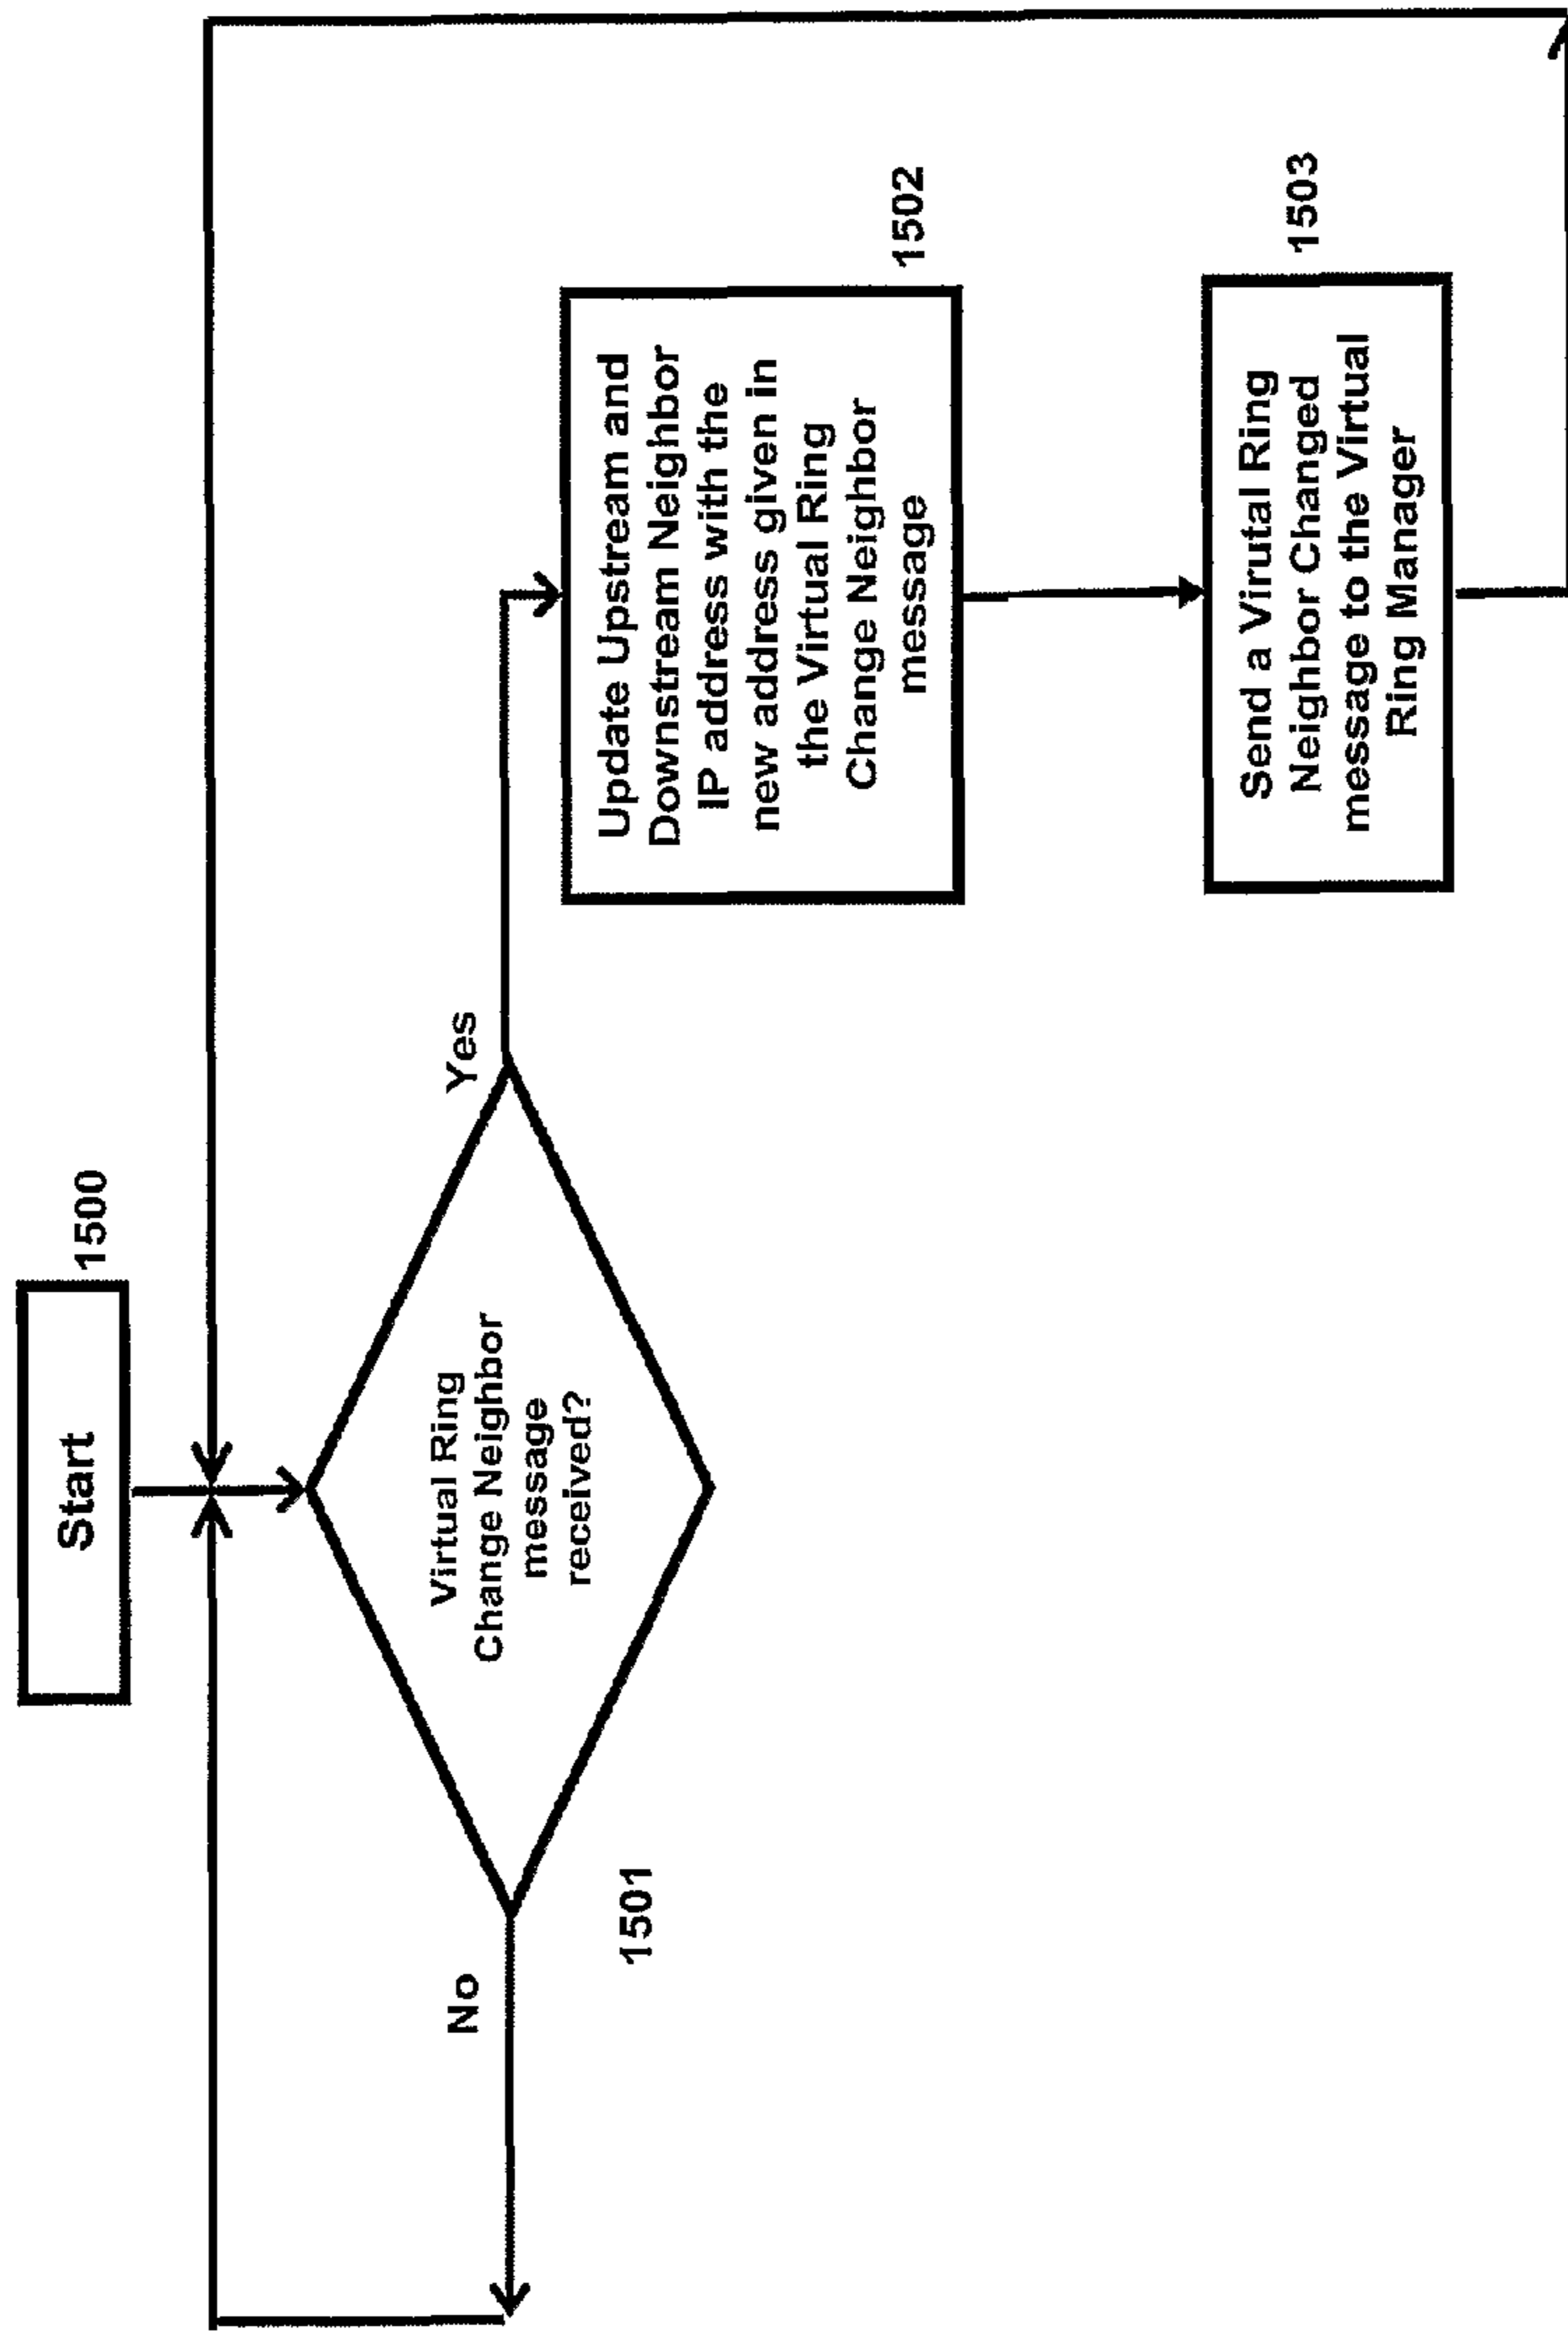 Start
1500
Virtual Ring
Change Neighbor
message
received?
No
Yes
1501
Update Upstream and
Downstream Neighbor
IP address with the
new address given in
the Virtual Ring
Change Neighbor
message
1502
Send a Virutal Ring
Neighbor Changed
message to the Virtual
Ring Manager
1503